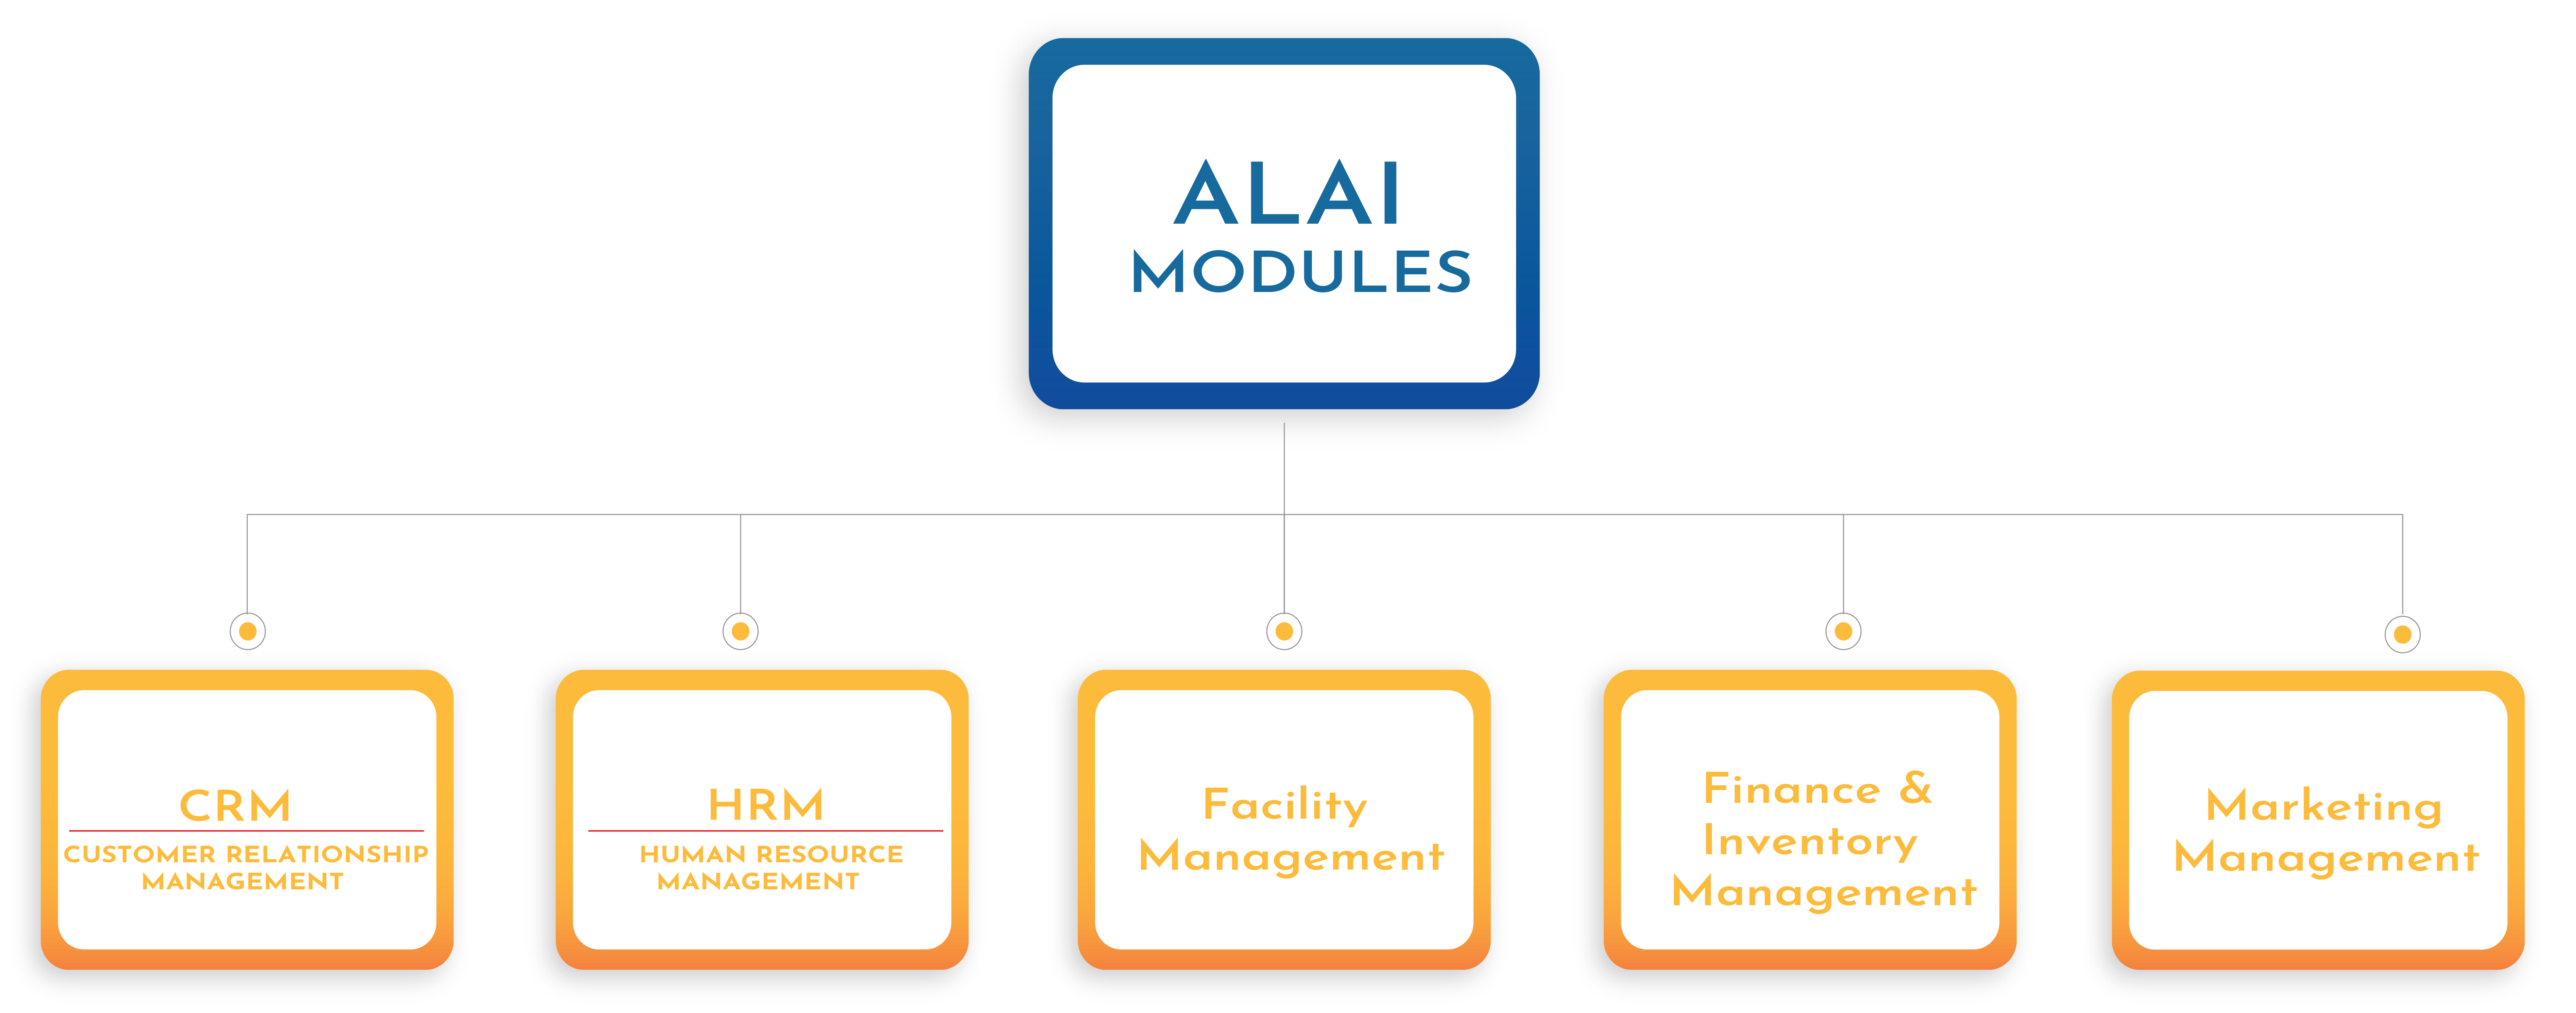 ALAI
MODULES
CRM
CUSTOMER RELATIONSHIP
MANAGEMENT
HRM
HUMAN RESOURCE
MANAGEMENT
Facility
Management
Finance &
Inventory
Management
Marketing
Management